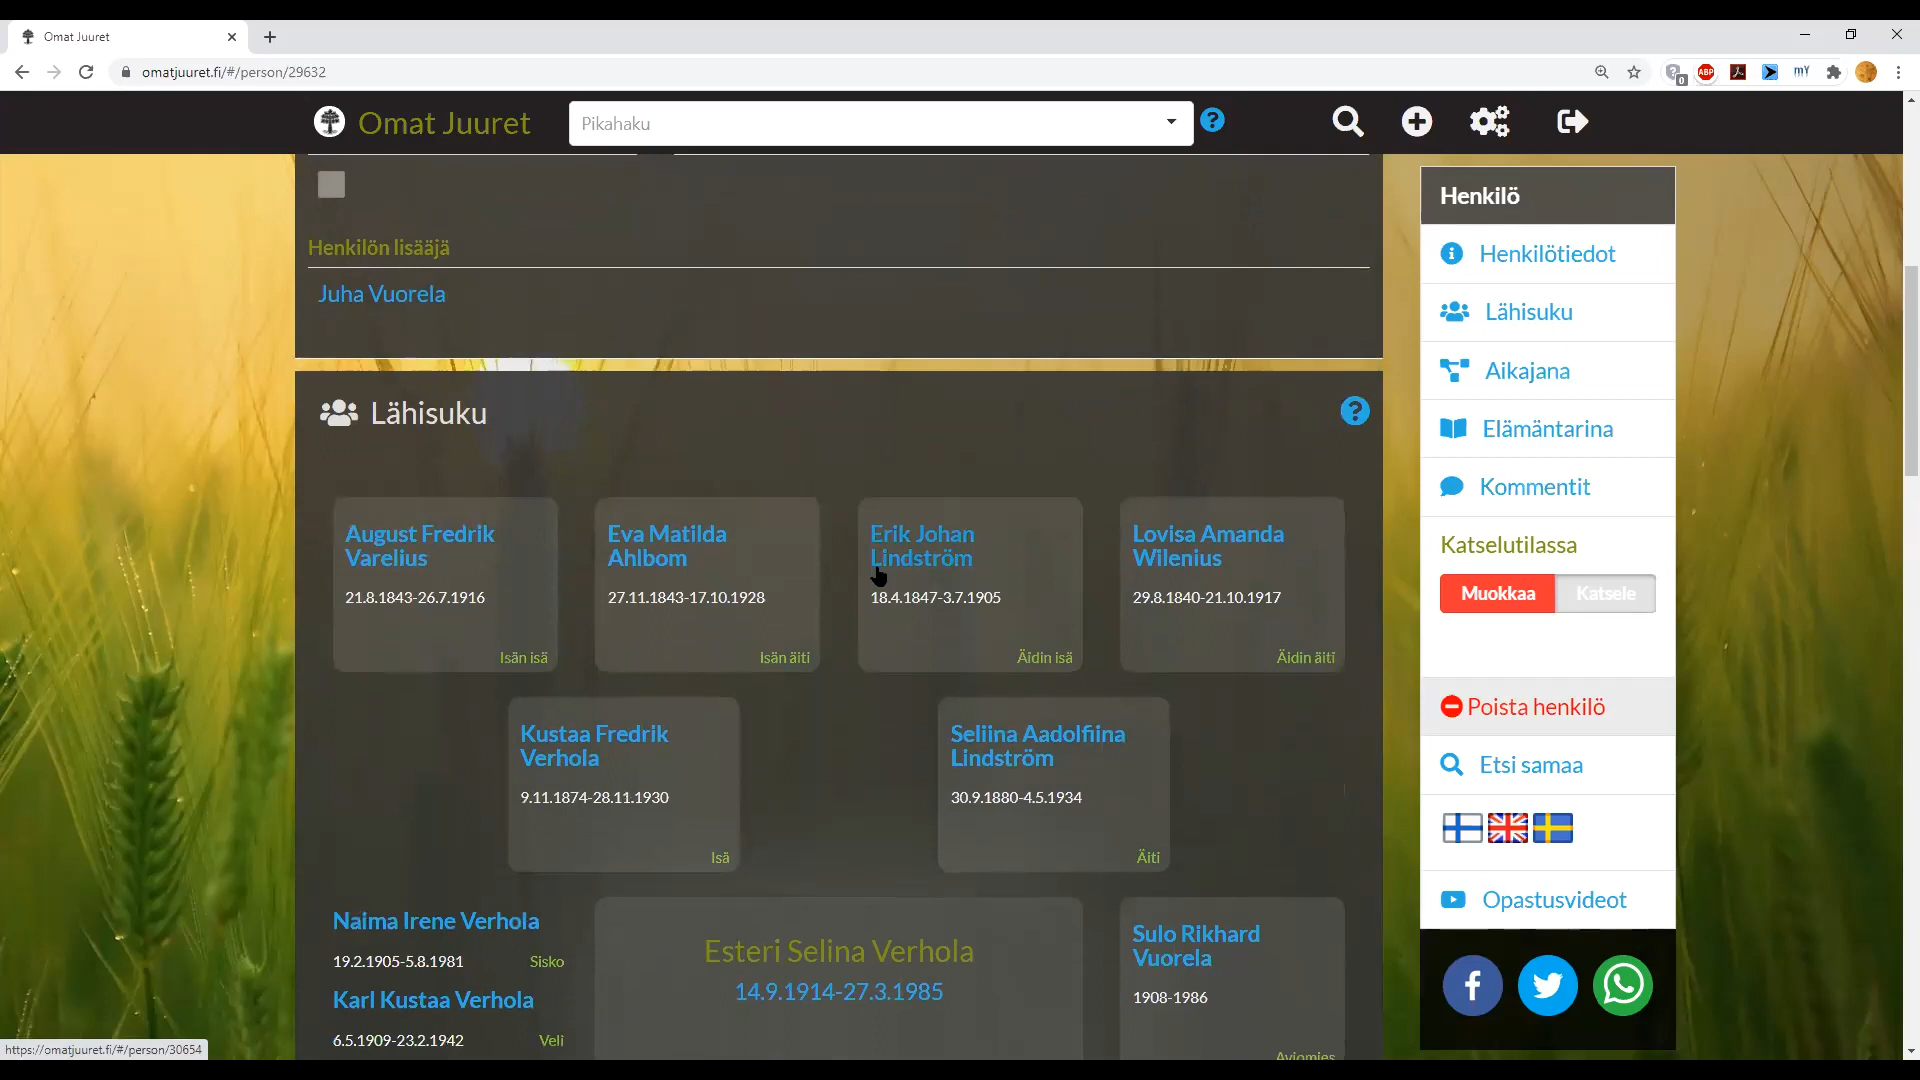 Omat Juuret
omatjuuret.fi/#/person/29632
0
ABP
mY
Omat Juuret
Pikahaku
Henkilön lisääjä
Juha Vuorela
Lähisuku
August Fredrik
Varelius
21.8.1843-26.7.1916
Isän isä
Eva Matilda
Ahlbom
27.11.1843-17.10.1928
Isän äiti
Erik Johan
Lindström
18.4.1847-3.7.1905
Äidin isä
Lovisa Amanda
Wilenius
29.8.1840-21.10.1917
Äidin äiti
Kustaa Fredrik
Verhola
9.11.1874-28.11.1930
Isä
Seliina Aadolfiina
Lindström
30.9.1880-4.5.1934
Äiti
Naima Irene Verhola
19.2.1905-5.8.1981 Sisko
Karl Kustaa Verhola
6.5.1909-23.2.1942 Veli
Esteri Selina Verhola
14.9.1914-27.3.1985
Sulo Rikhard
Vuorela
1908-1986
Aviomies
Henkilö
Henkilötiedot
Lähisuku
Aikajana
Elämäntarina
Kommentit
Katselutilassa
Muokkaa Katsele
Poista henkilö
Etsi samaa
Opastusvideot
https://omatjuuret.fi/#/person/30654